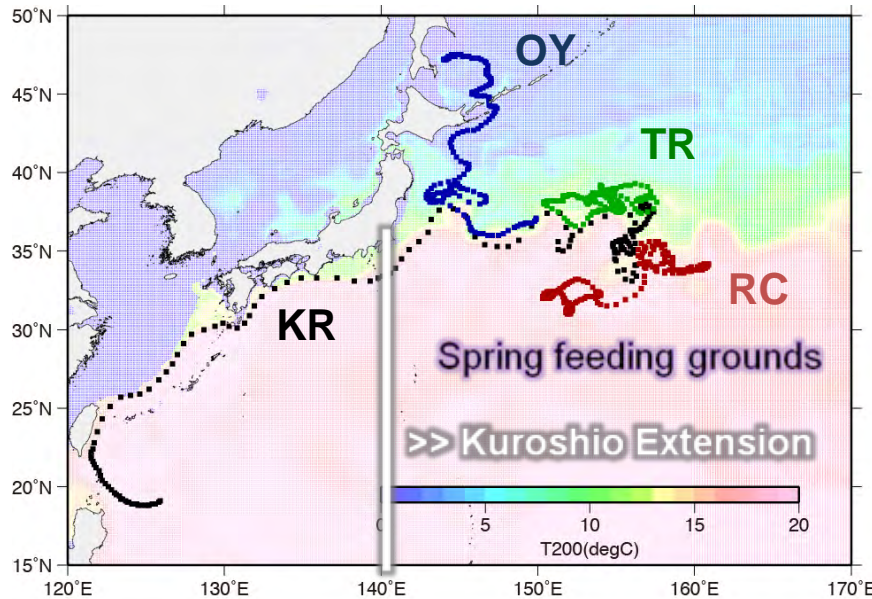 50°N
45°N
40°N
35°N
30°N
25°N
20°N
15°N
OY
TR
KR
RC
Spring feeding grounds
>> Kuroshio Extension
0 5 10 15 20
T200(degC)
120°E 130°E 140°E 150°E 160°E 170°E